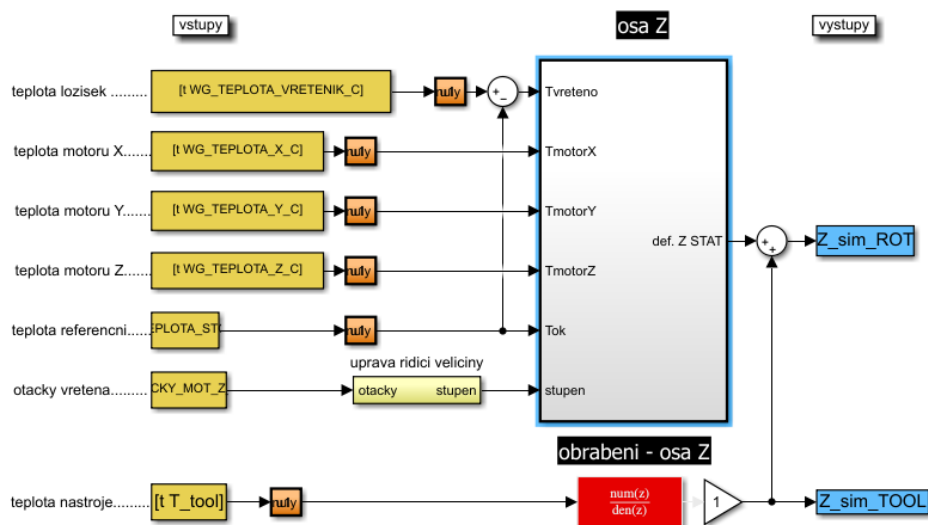 vstupy
osa Z
vystupy
teplota lozisek .........
[t WG_TEPLOTA_VRETENIK_C]
Tvreteno
teplota motoru X.......
[t WG_TEPLOTA_X_C]
TmotorX
teplota motoru Y.......
[t WG_TEPLOTA_Y_C]
TmotorY
def. Z STAT
Z_sim_ROT
teplota motoru Z.......
[t WG_TEPLOTA_Z_C]
TmotorZ
teplota referencni.....
Tok
uprava ridici veliciny
otacky vretena.........
CKY_MOT_Z
otacky
stupen
stupen
obrabeni - osa Z
teplota nastroje........
[t T_tool]
num(z)
den(z)
1
Z_sim_TOOL